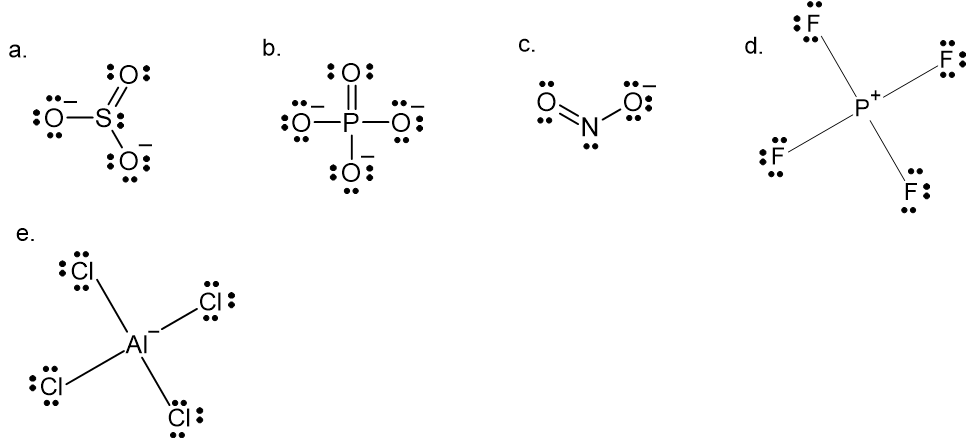 a. b. c. d.
O S O⁻ O⁻
O P O⁻ O⁻ O⁻
O N O⁻
F F P⁺ F F
e.
Cl Cl Al⁻ Cl Cl